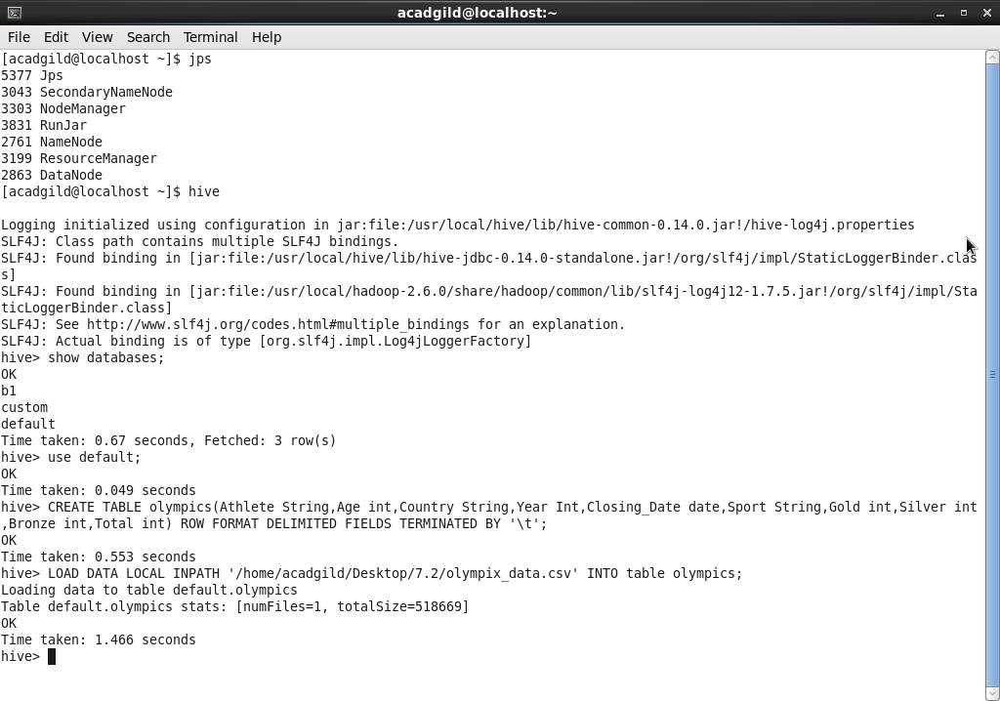 acadgild@localhost:~
File Edit View Search Terminal Help
[acadgild@localhost ~]$ jps
5377 Jps
3043 SecondaryNameNode
3303 NodeManager
3831 RunJar
2761 NameNode
3199 ResourceManager
2863 DataNode
[acadgild@localhost ~]$ hive
Logging initialized using configuration in jar:file:/usr/local/hive/lib/hive-common-0.14.0.jar!/hive-log4j.properties
SLF4J: Class path contains multiple SLF4J bindings.
SLF4J: Found binding in [jar:file:/usr/local/hive/lib/hive-jdbc-0.14.0-standalone.jar!/org/slf4j/impl/StaticLoggerBinder.clas
s]
SLF4J: Found binding in [jar:file:/usr/local/hadoop-2.6.0/share/hadoop/common/lib/slf4j-log4j12-1.7.5.jar!/org/slf4j/impl/Sta
ticLoggerBinder.class]
SLF4J: See http://www.slf4j.org/codes.html#multiple_bindings for an explanation.
SLF4J: Actual binding is of type [org.slf4j.impl.Log4jLoggerFactory]
hive> show databases;
OK
b1
custom
default
Time taken: 0.67 seconds, Fetched: 3 row(s)
hive> use default;
OK
Time taken: 0.049 seconds
hive> CREATE TABLE olympics(Athlete String,Age int,Country String,Year Int,Closing_Date date,Sport String,Gold int,Silver int
,Bronze int,Total int) ROW FORMAT DELIMITED FIELDS TERMINATED BY '\t';
OK
Time taken: 0.553 seconds
hive> LOAD DATA LOCAL INPATH '/home/acadgild/Desktop/7.2/olympix_data.csv' INTO table olympics;
Loading data to table default.olympics
Table default.olympics stats: [numFiles=1, totalSize=518669]
OK
Time taken: 1.466 seconds
hive>